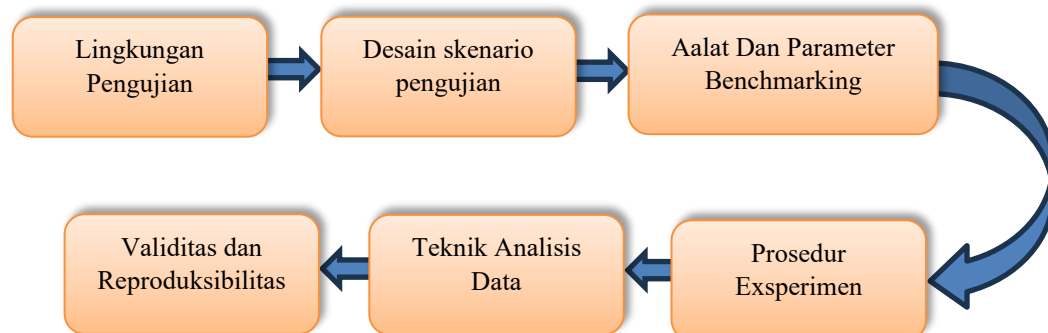 Lingkungan
Pengujian
Desain skenario
pengujian
Aalat Dan Parameter
Benchmarking
Prosedur
Exsperimen
Teknik Analisis
Data
Validitas dan
Reproduksibilitas